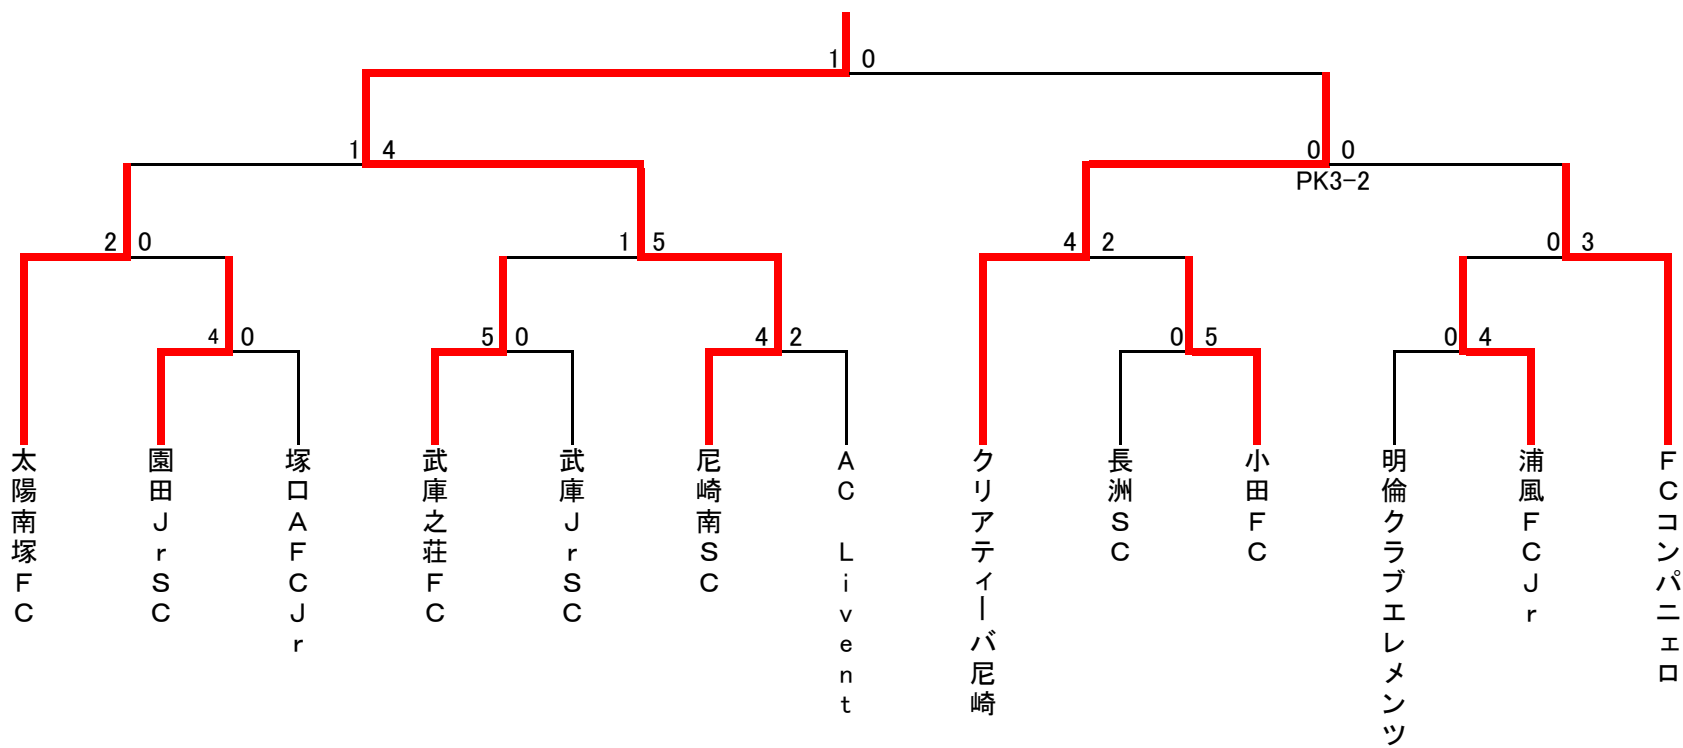 1 0
1 4
0 0
PK3-2
2 0
1 5
4 2
0 3
4 0
5 0
4 2
0 5
0 4
太陽南塚FC
園田JrSC
塚口AFCJr
武庫之荘FC
武庫JrSC
尼崎南SC
AC Livent
クリアティーバ尼崎
長洲SC
小田FC
明倫クラブエレメンツ
浦風FCJr
FCコンパニェロ